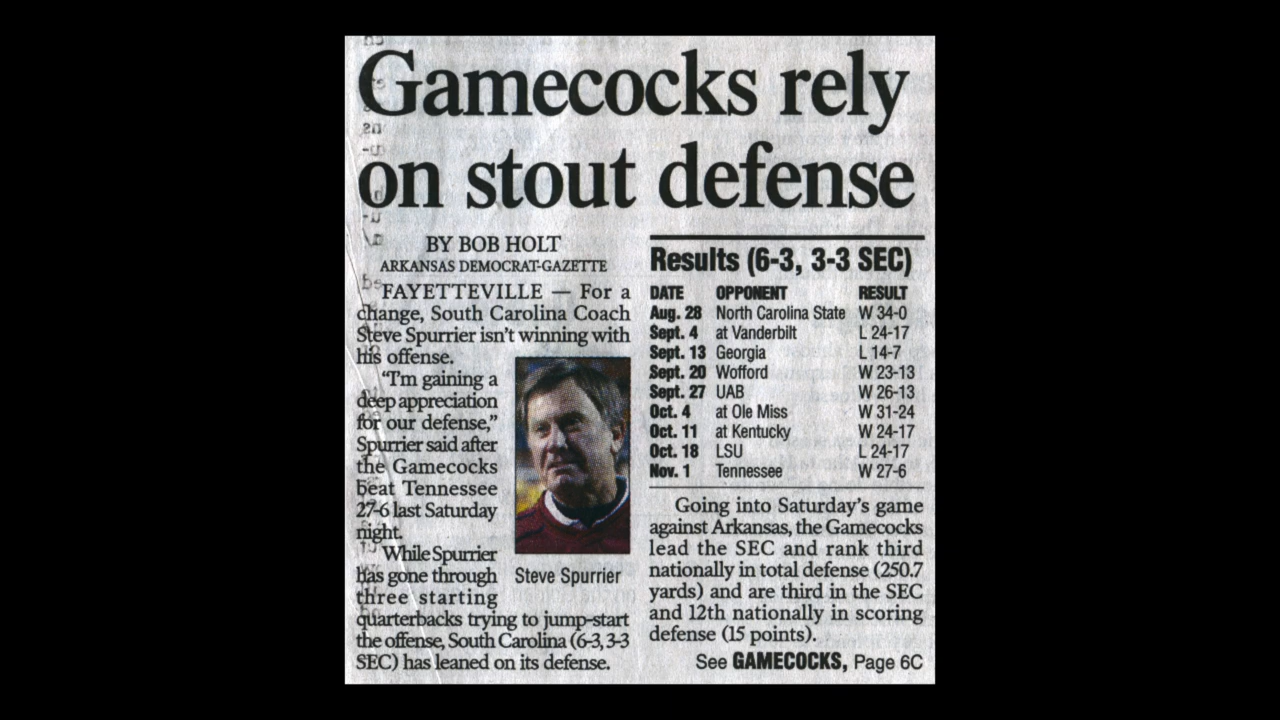 Gamecocks rely
on stout defense
BY BOB HOLT
ARKANSAS DEMOCRAT-GAZETTE
FAYETTEVILLE — For a
change, South Carolina Coach
Steve Spurrier isn't winning with
his offense.
"I'm gaining a
deep appreciation
for our defense,"
Spurrier said after
the Gamecocks
beat Tennessee
27-6 last Saturday
night.
While Spurrier
has gone through
three starting
quarterbacks trying to jump-start
the offense, South Carolina (6-3, 3-3
SEC) has leaned on its defense.
Steve Spurrier
Results (6-3, 3-3 SEC)
DATE OPPONENT RESULT
Aug. 28 North Carolina State W 34-0
Sept. 4 at Vanderbilt L 24-17
Sept. 13 Georgia L 14-7
Sept. 20 Wofford W 23-13
Sept. 27 UAB W 26-13
Oct. 4 at Ole Miss W 31-24
Oct. 11 at Kentucky W 24-17
Oct. 18 LSU L 24-17
Nov. 1 Tennessee W 27-6
Going into Saturday's game
against Arkansas, the Gamecocks
lead the SEC and rank third
nationally in total defense (250.7
yards) and are third in the SEC
and 12th nationally in scoring
defense (15 points).
See GAMECOCKS, Page 6C